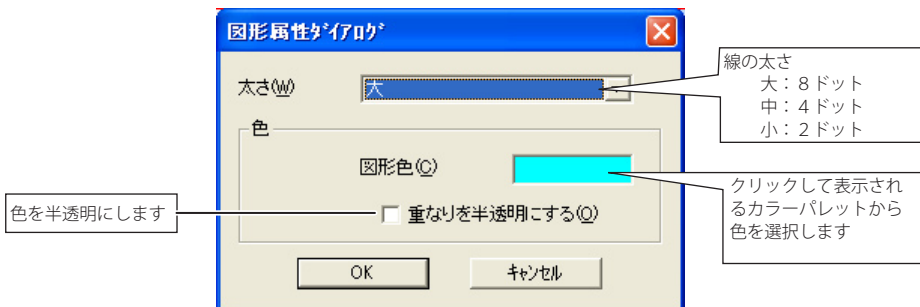 図形属性ﾀﾞｲｱﾛｸﾞ
太さ(W)
大
線の太さ
大：８ドット
中：４ドット
小：２ドット
色
図形色(C)
クリックして表示され
るカラーパレットから
色を選択します
色を半透明にします
重なりを半透明にする(O)
OK
ｷｬﾝｾﾙ